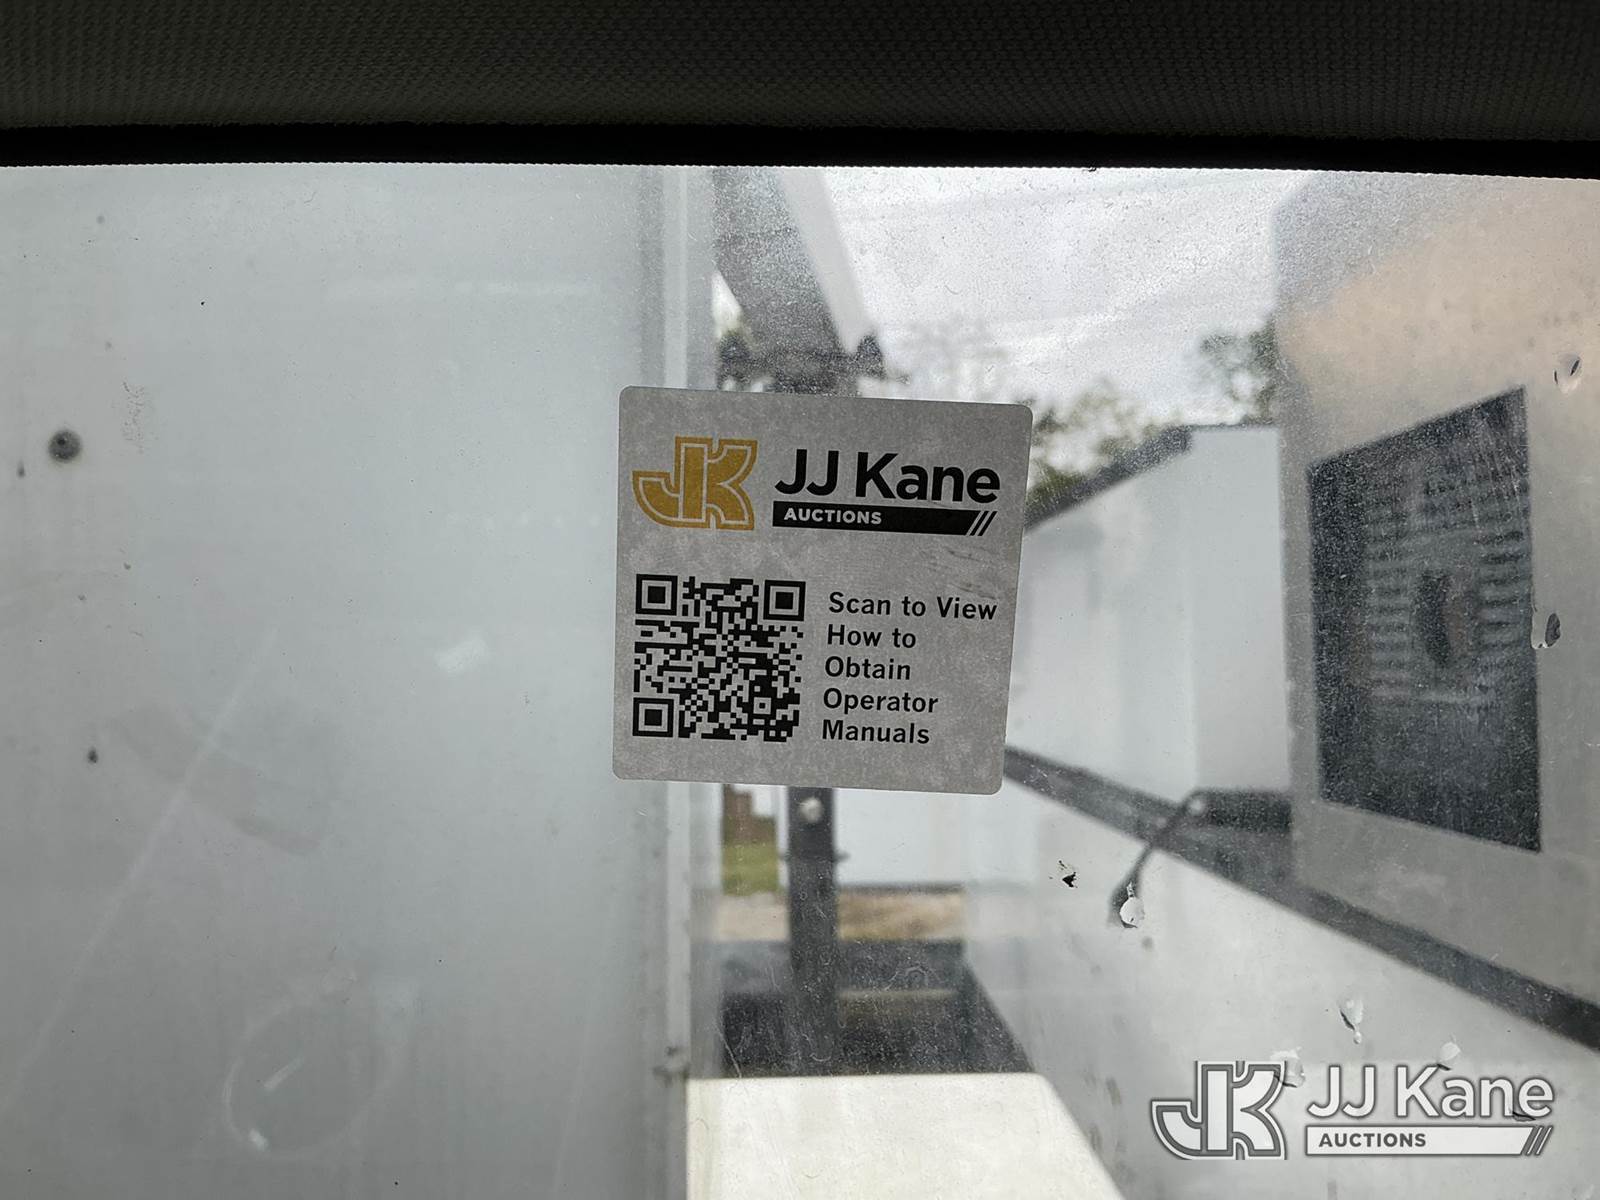 JK JJ Kane
AUCTIONS
Scan to View
How to
Obtain
Operator
Manuals
JK JJ Kane
AUCTIONS